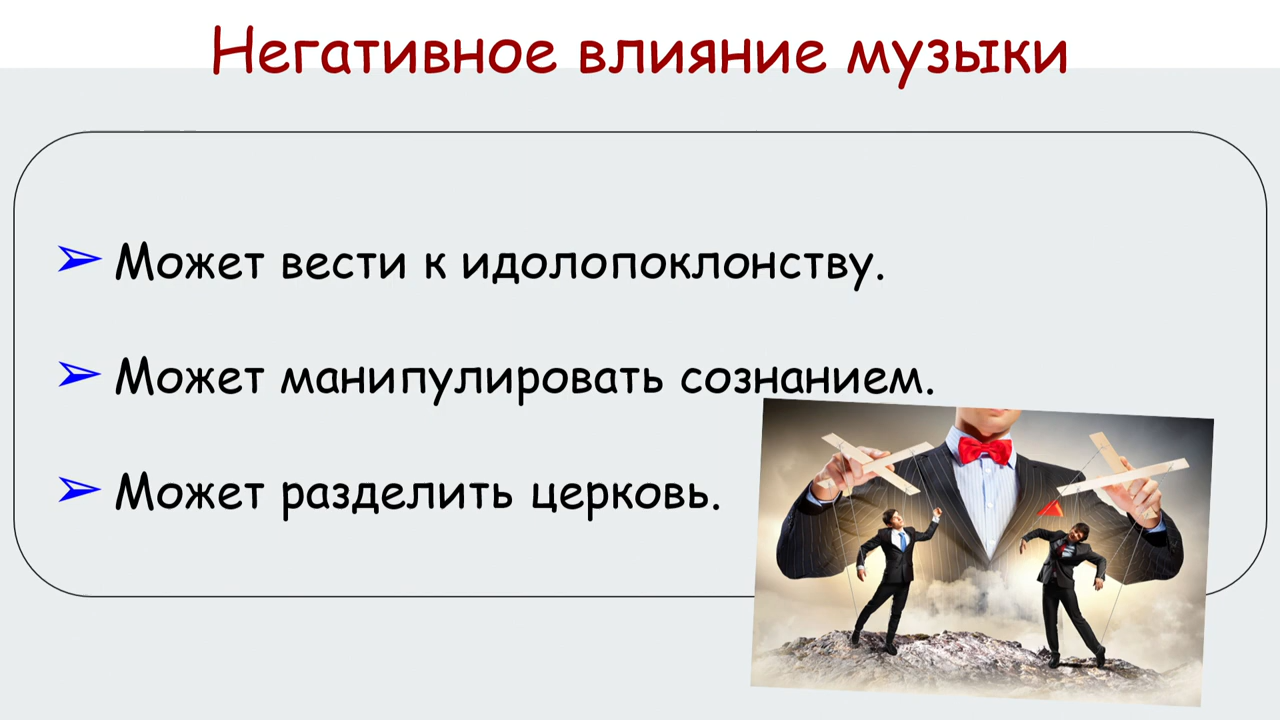 Негативное влияние музыки
➢ Может вести к идолопоклонству.
➢ Может манипулировать сознанием.
➢ Может разделить церковь.